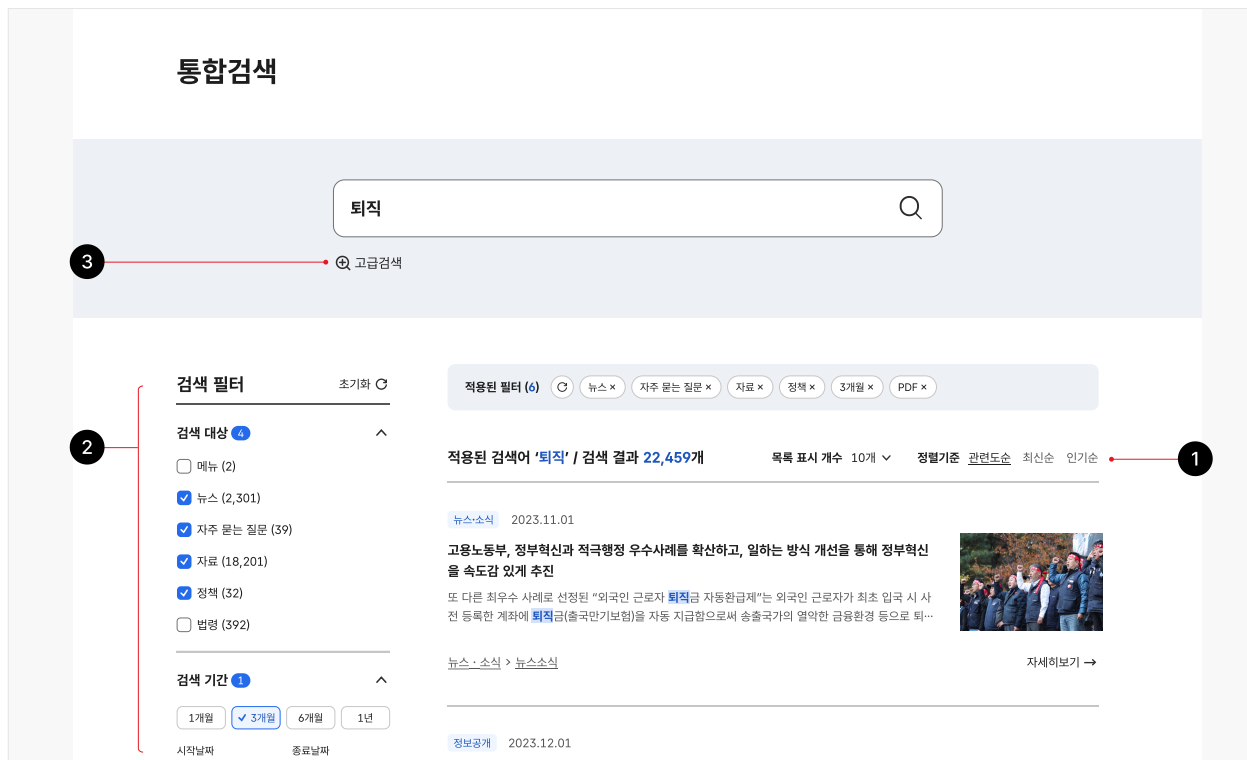 통합검색
퇴직
3
고급검색
검색 필터 초기화
2
검색 대상 4
메뉴 (2)
뉴스 (2,301)
자주 묻는 질문 (39)
자료 (18,201)
정책 (32)
법령 (392)
검색 기간 1
1개월 3개월 6개월 1년
시작날짜 종료날짜
적용된 필터 (6) 뉴스 × 자주 묻는 질문 × 자료 × 정책 × 3개월 × PDF ×
적용된 검색어 ‘퇴직’ / 검색 결과 22,459개 목록 표시 개수 10개 정렬기준 관련도순 최신순 인기순
1
뉴스·소식 2023.11.01
고용노동부, 정부혁신과 적극행정 우수사례를 확산하고, 일하는 방식 개선을 통해 정부혁신
을 속도감 있게 추진
또 다른 최우수 사례로 선정된 “외국인 근로자 퇴직금 자동환급제”는 외국인 근로자가 최초 입국 시 사
전 등록한 계좌에 퇴직금(출국만기보험)을 자동 지급함으로써 송출국가의 열악한 금융환경 등으로 퇴…
뉴스 · 소식 > 뉴스소식 자세히보기 →
정보공개 2023.12.01